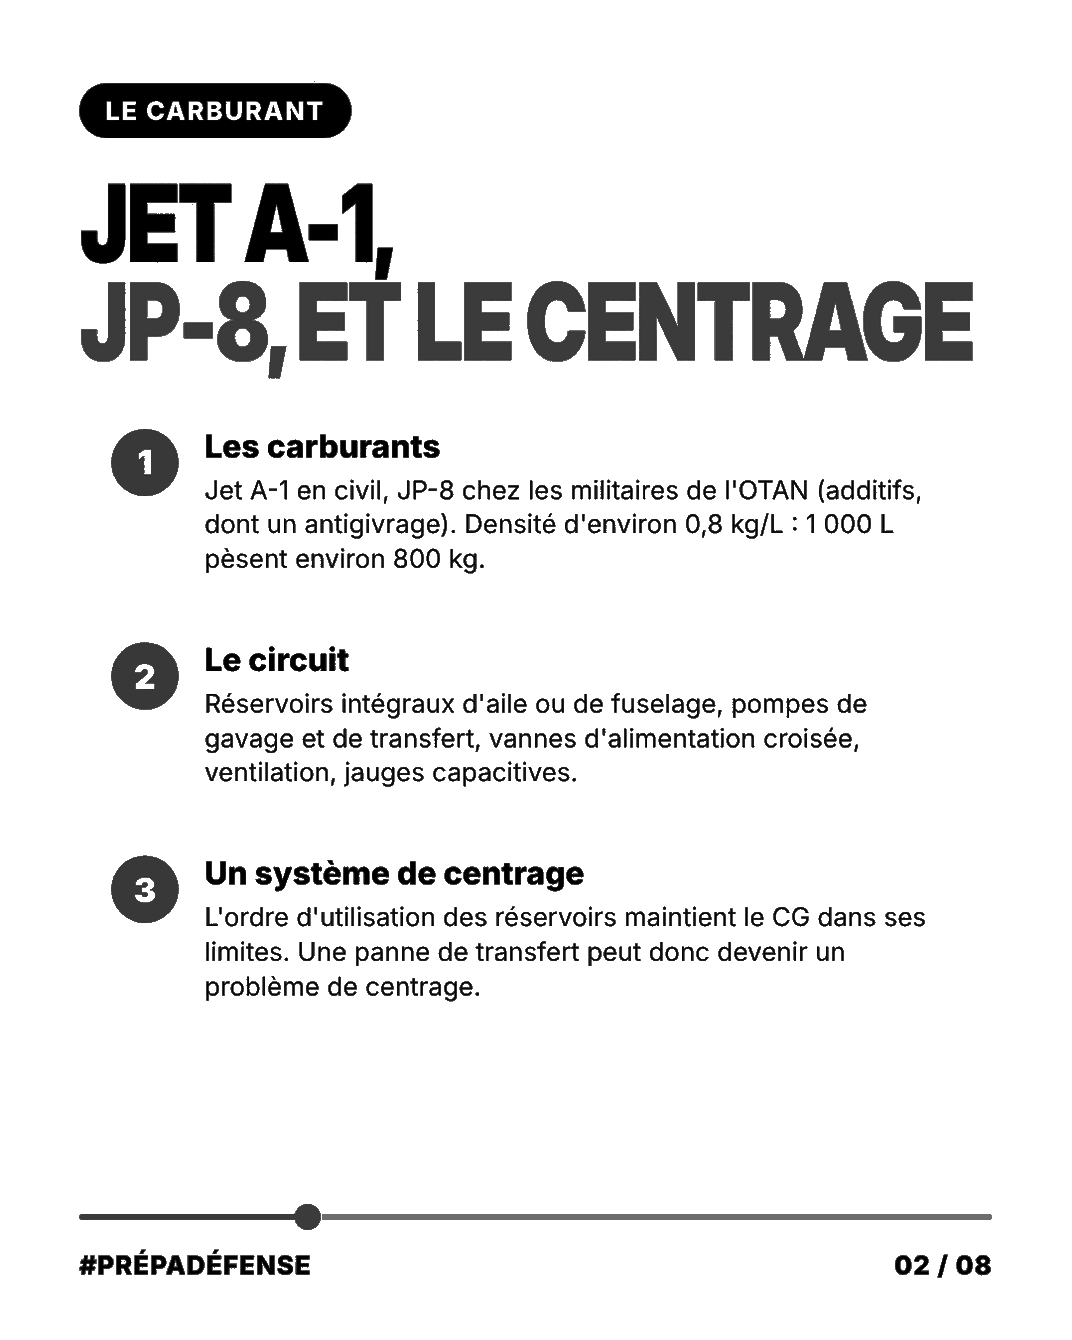 LE CARBURANT
JET A-1,
JP-8, ET LE CENTRAGE
1
Les carburants
Jet A-1 en civil, JP-8 chez les militaires de l'OTAN (additifs,
dont un antigivrage). Densité d'environ 0,8 kg/L : 1 000 L
pèsent environ 800 kg.
2
Le circuit
Réservoirs intégraux d'aile ou de fuselage, pompes de
gavage et de transfert, vannes d'alimentation croisée,
ventilation, jauges capacitives.
3
Un système de centrage
L'ordre d'utilisation des réservoirs maintient le CG dans ses
limites. Une panne de transfert peut donc devenir un
problème de centrage.
#PRÉPADÉFENSE
02 / 08